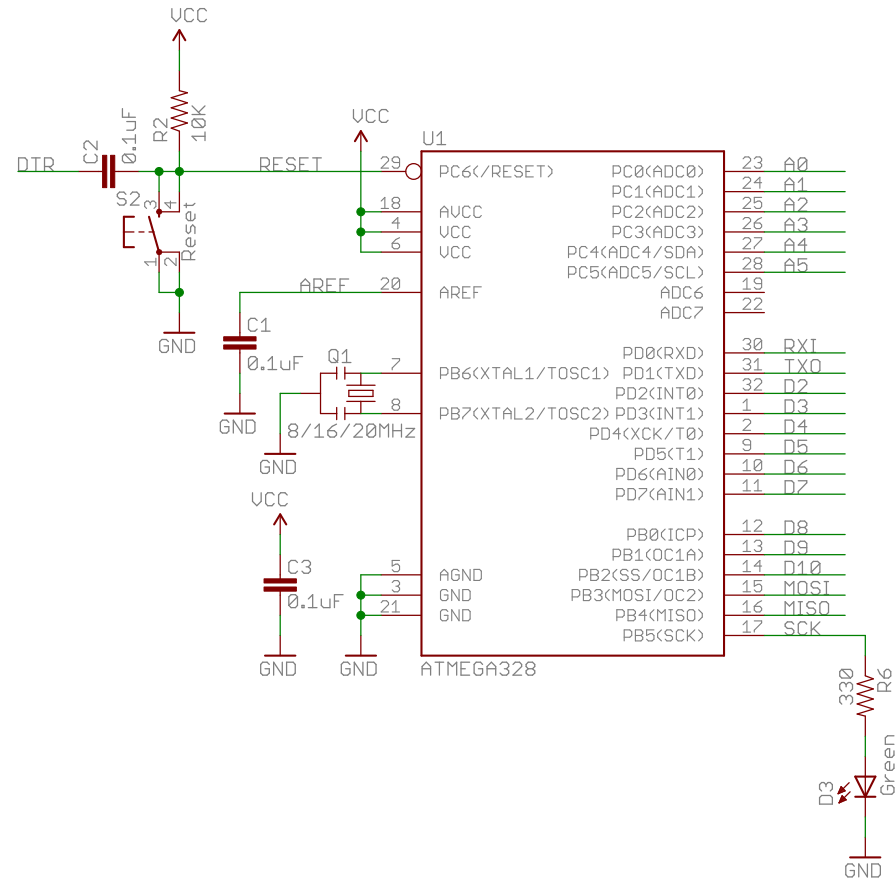 VCC
R2
10K
DTR
C2
0.1uF
RESET
S2
3
4
1
2
Reset
GND
VCC
U1
29 PC6(/RESET) PC0(ADC0) 23 A0
PC1(ADC1) 24 A1
18 AVCC PC2(ADC2) 25 A2
4 VCC PC3(ADC3) 26 A3
6 VCC PC4(ADC4/SDA) 27 A4
PC5(ADC5/SCL) 28 A5
AREF 20 AREF ADC6 19
ADC7 22
C1
0.1uF
GND
PD0(RXD) 30 RXI
Q1
7 PB6(XTAL1/TOSC1) PD1(TXD) 31 TXO
PD2(INT0) 32 D2
8 PB7(XTAL2/TOSC2) PD3(INT1) 1 D3
8/16/20MHz
GND
PD4(XCK/T0) 2 D4
PD5(T1) 9 D5
PD6(AIN0) 10 D6
PD7(AIN1) 11 D7
VCC
C3
0.1uF
GND
PB0(ICP) 12 D8
PB1(OC1A) 13 D9
5 AGND PB2(SS/OC1B) 14 D10
3 GND PB3(MOSI/OC2) 15 MOSI
21 GND PB4(MISO) 16 MISO
PB5(SCK) 17 SCK
GND
ATMEGA328
330
R6
D3
Green
GND